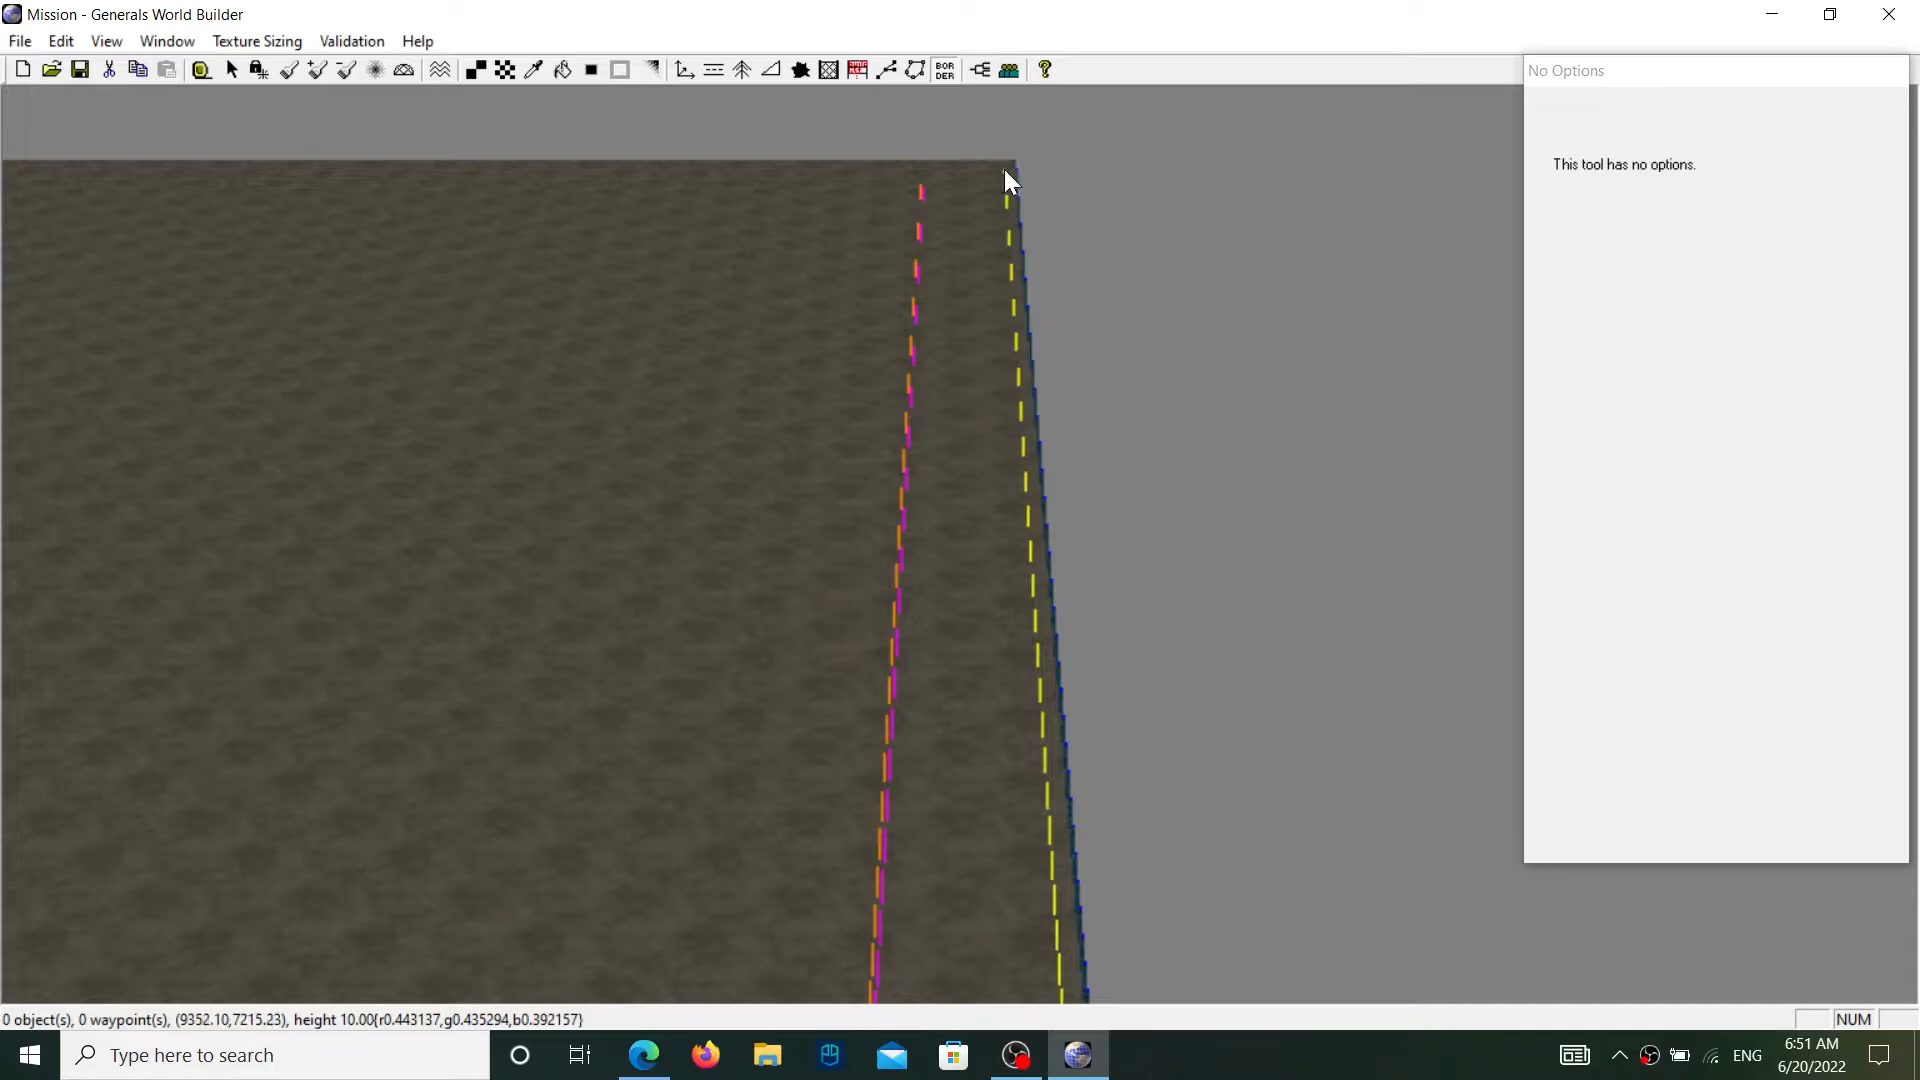 Mission - Generals World Builder
File Edit View Window Texture Sizing Validation Help
BOR
DER
No Options
This tool has no options.
0 object(s), 0 waypoint(s), (9352.10,7215.23), height 10.00{r0.443137,g0.435294,b0.392157}
NUM
Type here to search
ENG
6:51 AM
6/20/2022